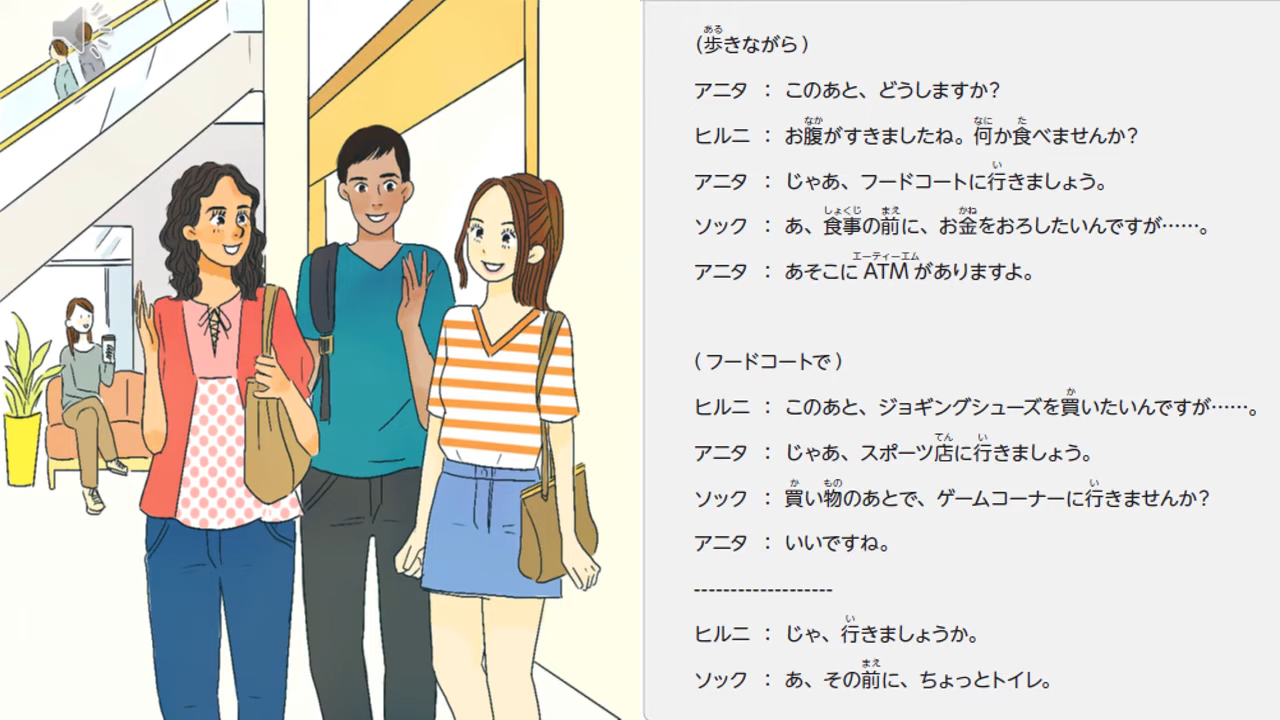 (歩きながら)
アニタ : このあと、どうしますか?
ヒルニ : お腹がすきましたね。何か食べませんか?
アニタ : じゃあ、フードコートに行きましょう。
ソック : あ、食事の前に、お金をおろしたいんですが……。
アニタ : あそこにATMがありますよ。
(フードコートで)
ヒルニ : このあと、ジョギングシューズを買いたいんですが……。
アニタ : じゃあ、スポーツ店に行きましょう。
ソック : 買い物のあとで、ゲームコーナーに行きませんか?
アニタ : いいですね。
-------------------
ヒルニ : じゃ、行きましょうか。
ソック : あ、その前に、ちょっとトイレ。